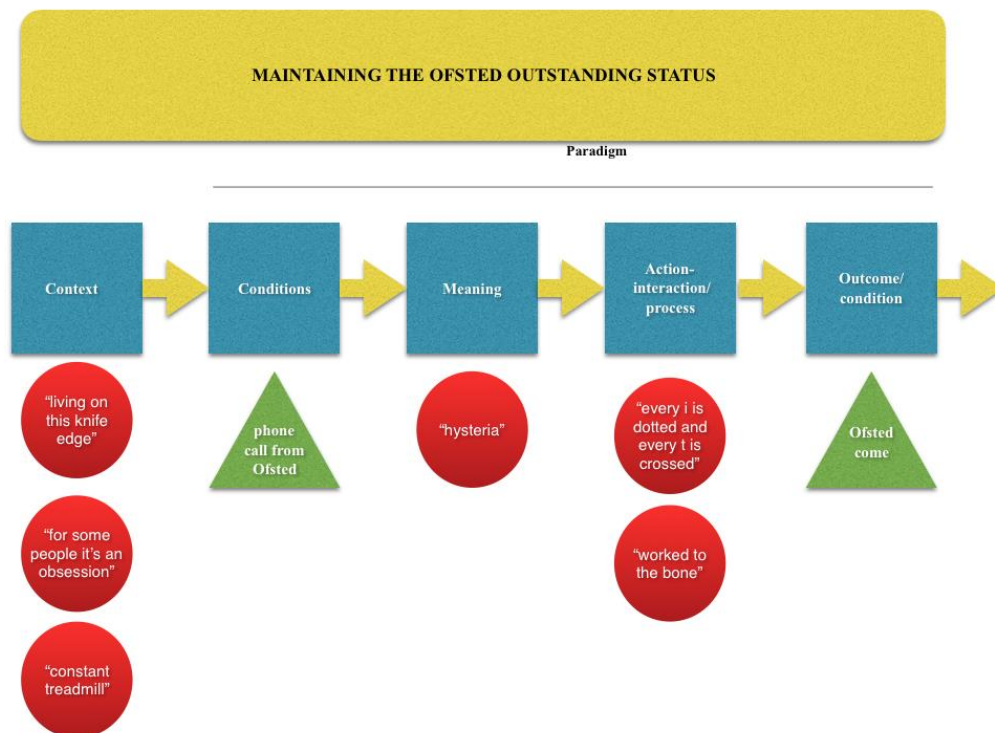 MAINTAINING THE OFSTED OUTSTANDING STATUS
Paradigm
Context
Conditions
Meaning
Action-
interaction/
process
Outcome/
condition
“living on
this knife
edge”
phone
call from
Ofsted
“hysteria”
“every i is
dotted and
every t is
crossed”
Ofsted
come
“for some
people it’s an
obsession”
“worked to
the bone”
“constant
treadmill”